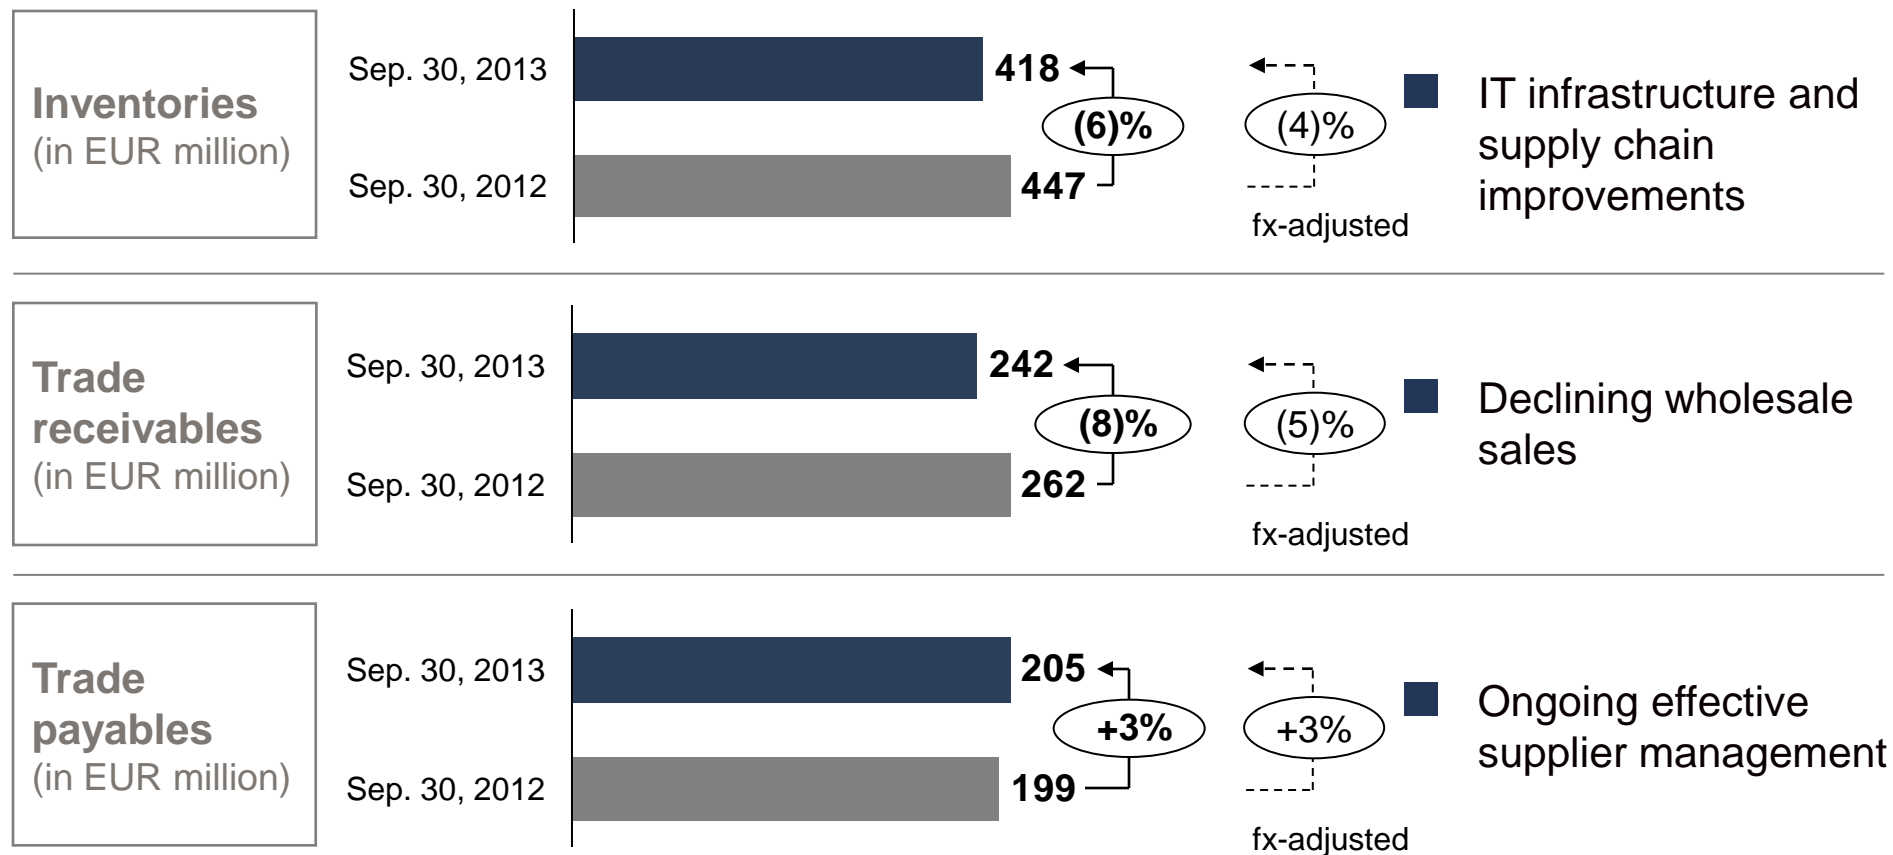 Inventories
(in EUR million)
Sep. 30, 2013
418
(6)%
(4)%
Sep. 30, 2012
447
fx-adjusted
IT infrastructure and
supply chain
improvements
Trade
receivables
(in EUR million)
Sep. 30, 2013
242
(8)%
(5)%
Sep. 30, 2012
262
fx-adjusted
Declining wholesale
sales
Trade
payables
(in EUR million)
Sep. 30, 2013
205
+3%
+3%
Sep. 30, 2012
199
fx-adjusted
Ongoing effective
supplier management